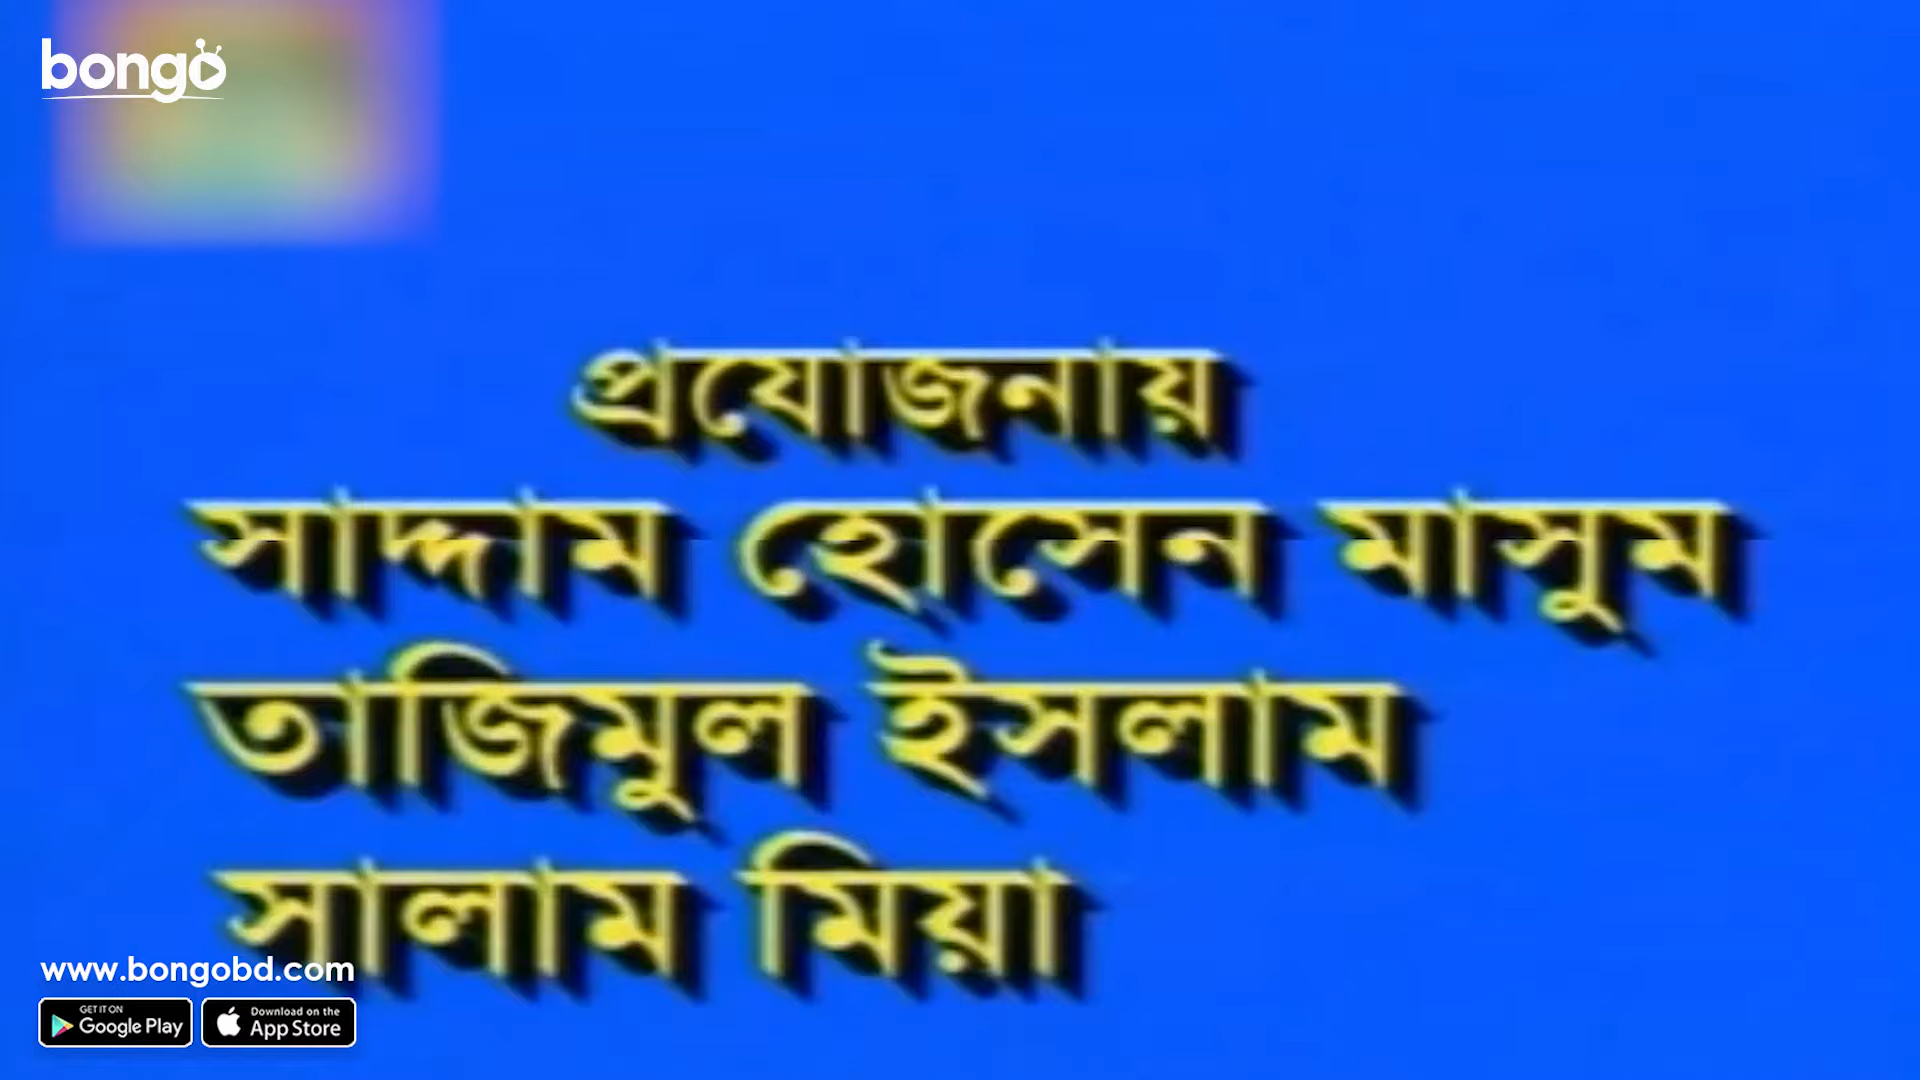 bongo
প্রযোজনায়
সাদ্দাম হোসেন মাসুম
তাজিমুল ইসলাম
সালাম মিয়া
www.bongobd.com
GET IT ON
Google Play
Download on the
App Store